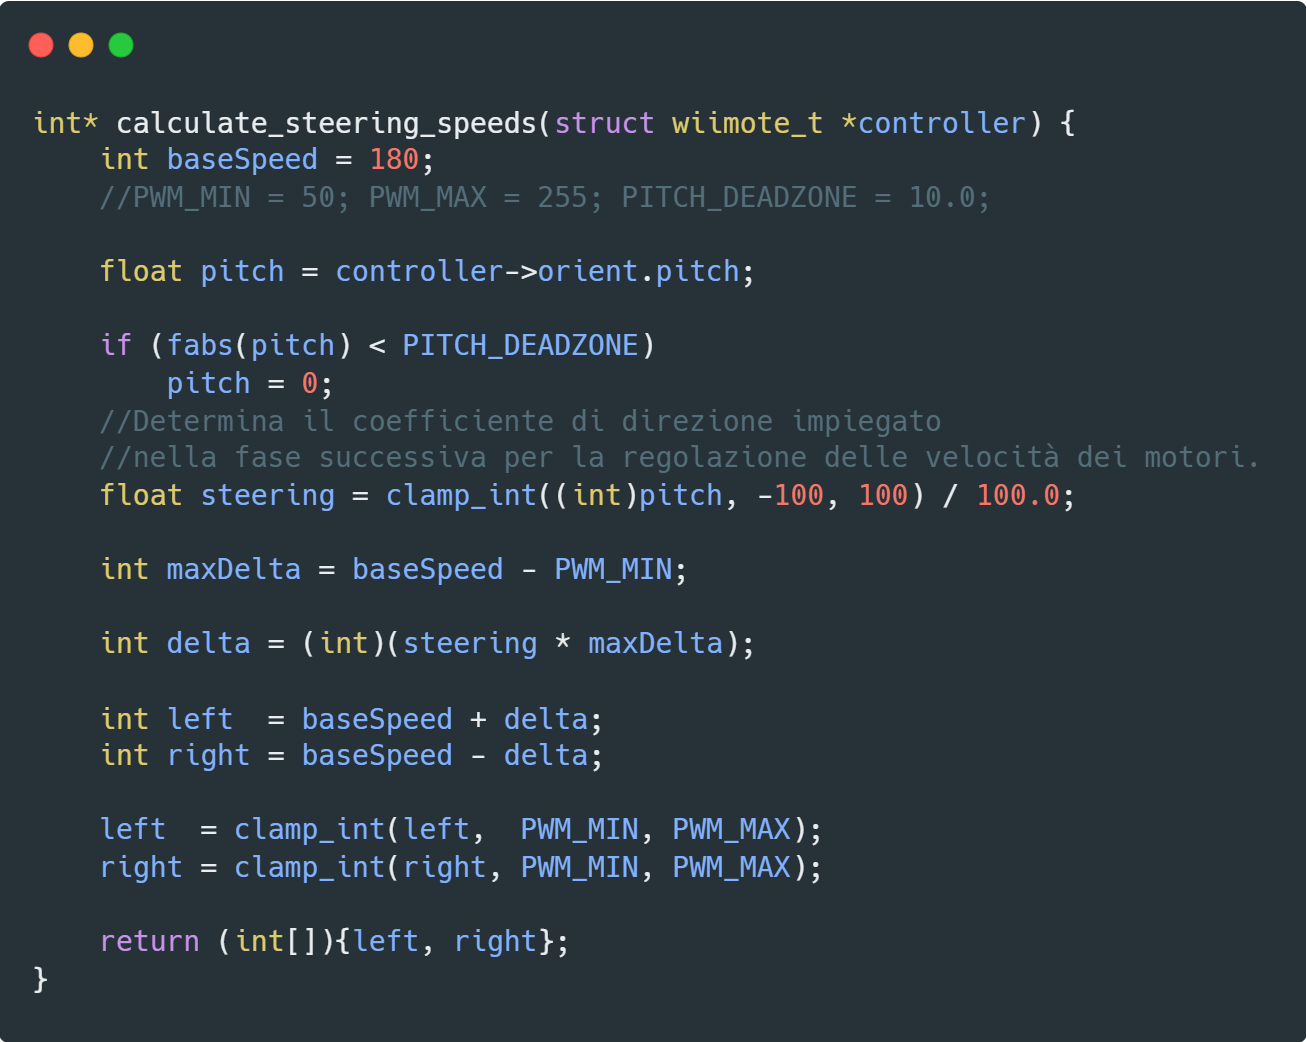 int* calculate_steering_speeds(struct wiimote_t *controller) {
    int baseSpeed = 180;
    //PWM_MIN = 50; PWM_MAX = 255; PITCH_DEADZONE = 10.0;

    float pitch = controller->orient.pitch;

    if (fabs(pitch) < PITCH_DEADZONE)
        pitch = 0;
    //Determina il coefficiente di direzione impiegato
    //nella fase successiva per la regolazione delle velocità dei motori.
    float steering = clamp_int((int)pitch, -100, 100) / 100.0;

    int maxDelta = baseSpeed - PWM_MIN;

    int delta = (int)(steering * maxDelta);

    int left  = baseSpeed + delta;
    int right = baseSpeed - delta;

    left  = clamp_int(left,  PWM_MIN, PWM_MAX);
    right = clamp_int(right, PWM_MIN, PWM_MAX);

    return (int[]){left, right};
}